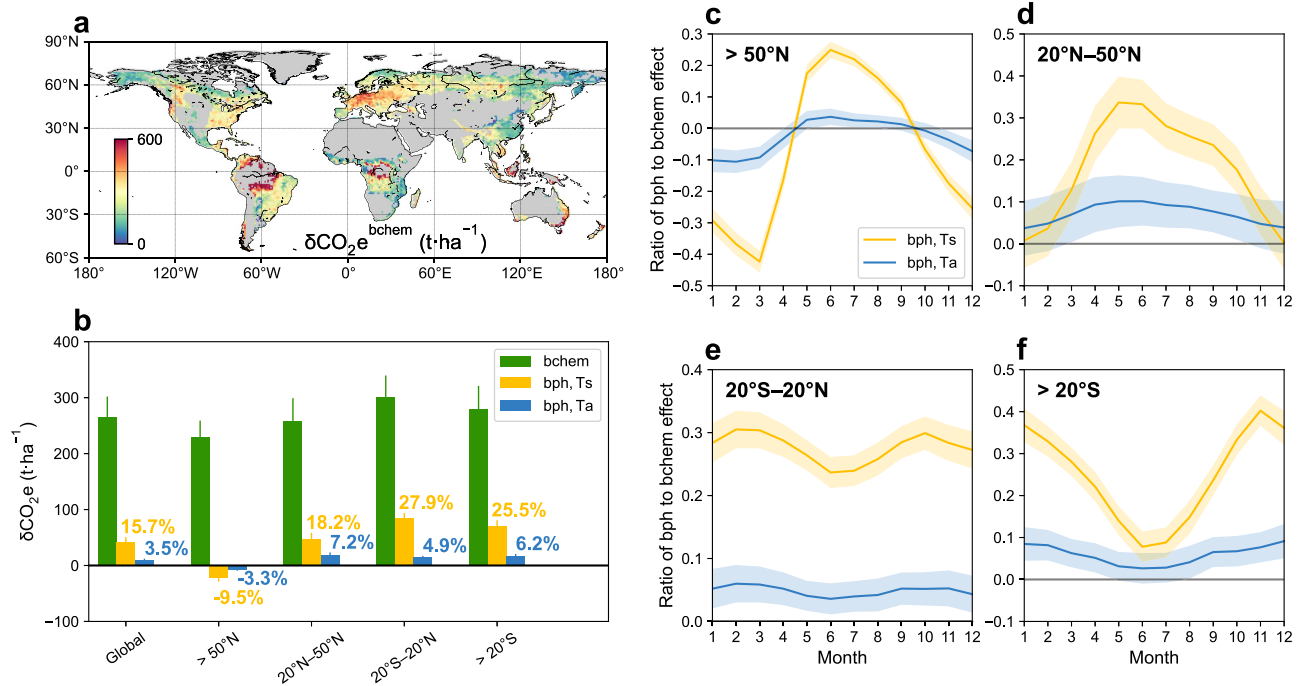 a
90°N
60°N
30°N
0°
30°S
60°S
180°
120°W
60°W
0°
60°E
120°E
180°
600
0
δCO₂e^bchem (t·ha⁻¹)
b
δCO₂e (t·ha⁻¹)
400
300
200
100
0
−100
bchem
bph, Ts
bph, Ta
15.7%
3.5%
-9.5%
-3.3%
18.2%
7.2%
27.9%
4.9%
25.5%
6.2%
Global
> 50°N
20°N–50°N
20°S–20°N
> 20°S
c
> 50°N
Ratio of bph to bchem effect
0.3
0.2
0.1
0.0
−0.1
−0.2
−0.3
−0.4
−0.5
bph, Ts
bph, Ta
1 2 3 4 5 6 7 8 9 10 11 12
d
20°N–50°N
0.5
0.4
0.3
0.2
0.1
0.0
−0.1
1 2 3 4 5 6 7 8 9 10 11 12
e
20°S–20°N
Ratio of bph to bchem effect
0.4
0.3
0.2
0.1
0.0
1 2 3 4 5 6 7 8 9 10 11 12
Month
f
> 20°S
0.5
0.4
0.3
0.2
0.1
0.0
−0.1
1 2 3 4 5 6 7 8 9 10 11 12
Month